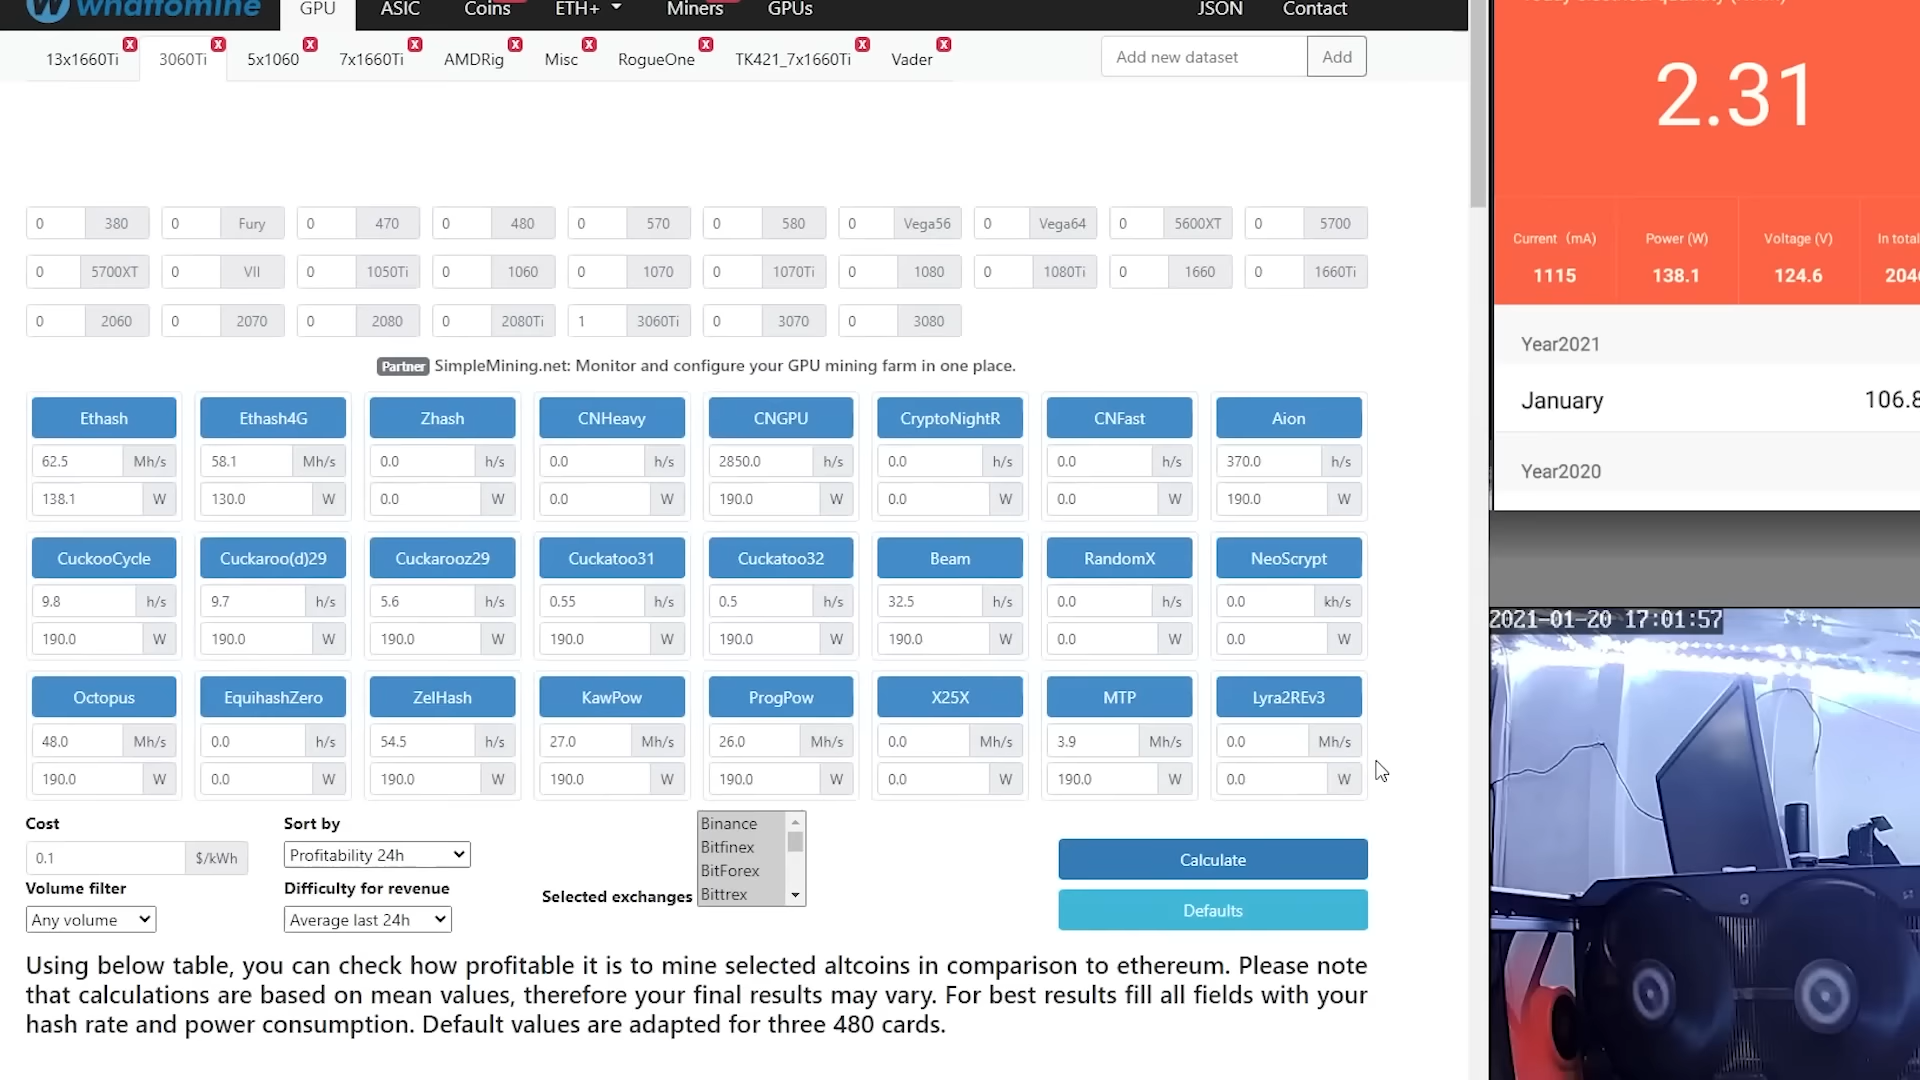 whattomine GPU ASIC Coins ETH+ Miners GPUs JSON Contact
13x1660Ti x 3060Ti x 5x1060 x 7x1660Ti x AMDRig x Misc x RogueOne x TK421_7x1660Ti x Vader x Add new dataset Add
0 380 0 Fury 0 470 0 480 0 570 0 580 0 Vega56 0 Vega64 0 5600XT 0 5700
0 5700XT 0 VII 0 1050Ti 0 1060 0 1070 0 1070Ti 0 1080 0 1080Ti 0 1660 0 1660Ti
0 2060 0 2070 0 2080 0 2080Ti 1 3060Ti 0 3070 0 3080
Partner SimpleMining.net: Monitor and configure your GPU mining farm in one place.
Ethash Ethash4G Zhash CNHeavy CNGPU CryptoNightR CNFast Aion
62.5 Mh/s 58.1 Mh/s 0.0 h/s 0.0 h/s 2850.0 h/s 0.0 h/s 0.0 h/s 370.0 h/s
138.1 W 130.0 W 0.0 W 0.0 W 190.0 W 0.0 W 0.0 W 190.0 W
CuckooCycle Cuckaroo(d)29 Cuckarooz29 Cuckatoo31 Cuckatoo32 Beam RandomX NeoScrypt
9.8 h/s 9.7 h/s 5.6 h/s 0.55 h/s 0.5 h/s 32.5 h/s 0.0 h/s 0.0 kh/s
190.0 W 190.0 W 190.0 W 190.0 W 190.0 W 190.0 W 0.0 W 0.0 W
Octopus EquihashZero ZelHash KawPow ProgPow X25X MTP Lyra2REv3
48.0 Mh/s 0.0 h/s 54.5 h/s 27.0 Mh/s 26.0 Mh/s 0.0 Mh/s 3.9 Mh/s 0.0 Mh/s
190.0 W 0.0 W 190.0 W 190.0 W 190.0 W 0.0 W 190.0 W 0.0 W
Cost
0.1 $/kWh
Volume filter
Any volume
Sort by
Profitability 24h
Difficulty for revenue
Average last 24h
Selected exchanges
Binance
Bitfinex
BitForex
Bittrex
Calculate
Defaults
Using below table, you can check how profitable it is to mine selected altcoins in comparison to ethereum. Please note
that calculations are based on mean values, therefore your final results may vary. For best results fill all fields with your
hash rate and power consumption. Default values are adapted for three 480 cards.
2.31
Current (mA) Power (W) Voltage (V) In total
1115 138.1 124.6 204
Year2021
January 106.8
Year2020
2021-01-20 17:01:57